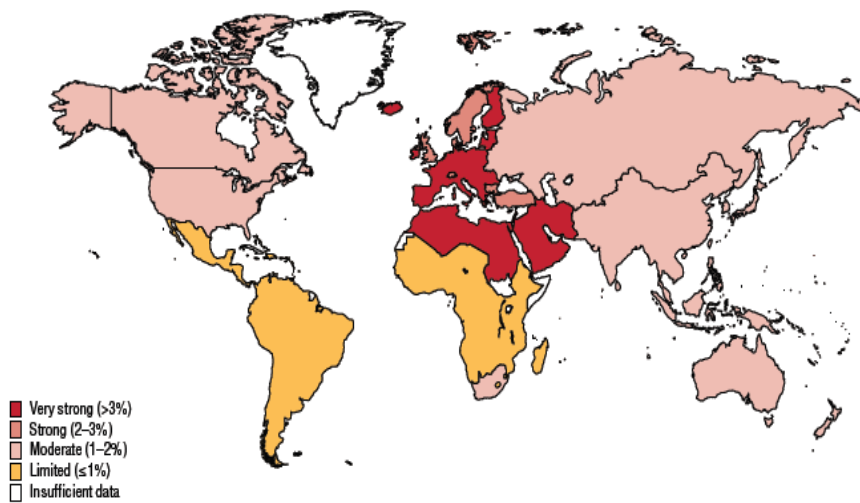 Very strong (>3%)
Strong (2–3%)
Moderate (1–2%)
Limited (≤1%)
Insufficient data